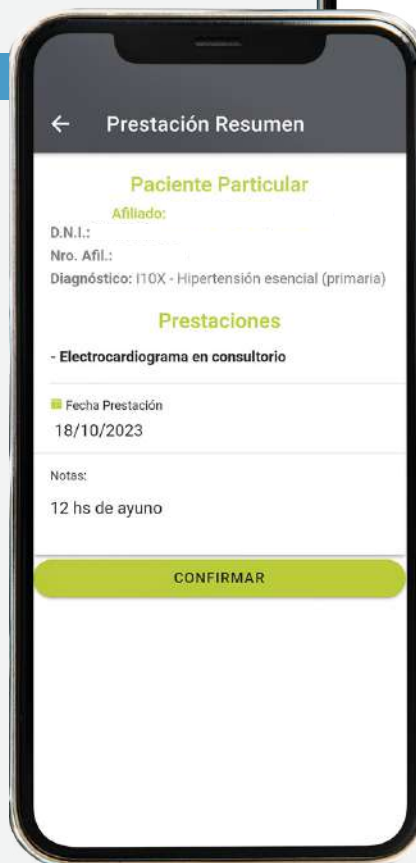 Prestación Resumen
Paciente Particular
Afiliado:
D.N.I.:
Nro. Afil.:
Diagnóstico: I10X - Hipertensión esencial (primaria)
Prestaciones
- Electrocardiograma en consultorio
Fecha Prestación
18/10/2023
Notas:
12 hs de ayuno
CONFIRMAR